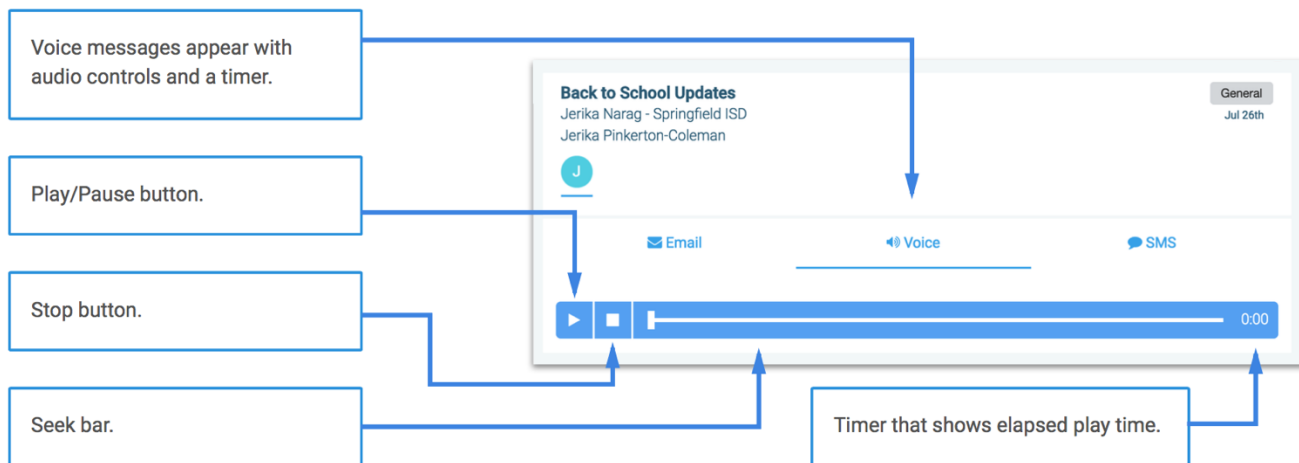 Voice messages appear with
audio controls and a timer.
Play/Pause button.
Stop button.
Seek bar.
Back to School Updates
General
Jerika Narag - Springfield ISD
Jul 26th
Jerika Pinkerton-Coleman
J
Email
Voice
SMS
0:00
Timer that shows elapsed play time.